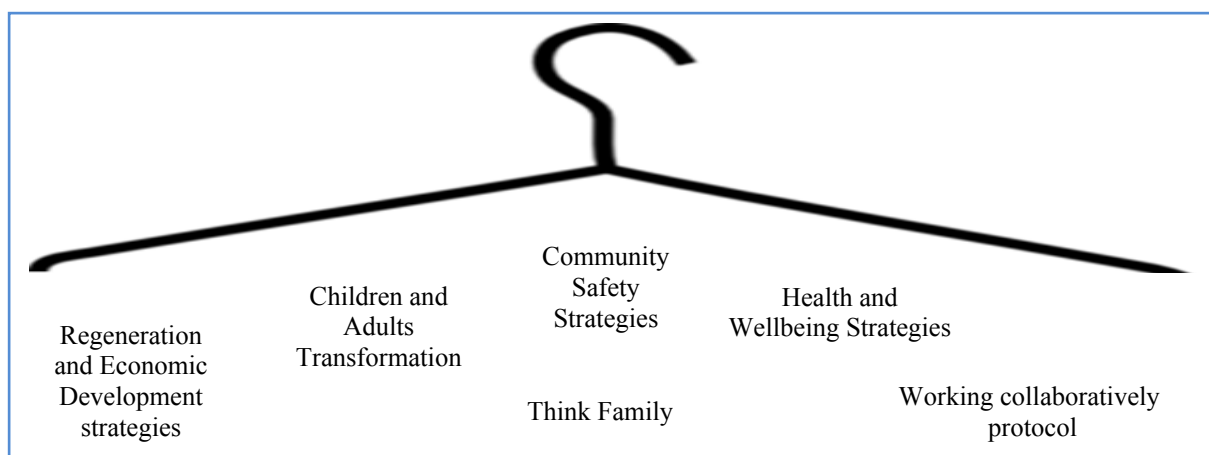 Regeneration
and Economic
Development
strategies
Children and
Adults
Transformation
Community
Safety
Strategies
Think Family
Health and
Wellbeing Strategies
Working collaboratively
protocol